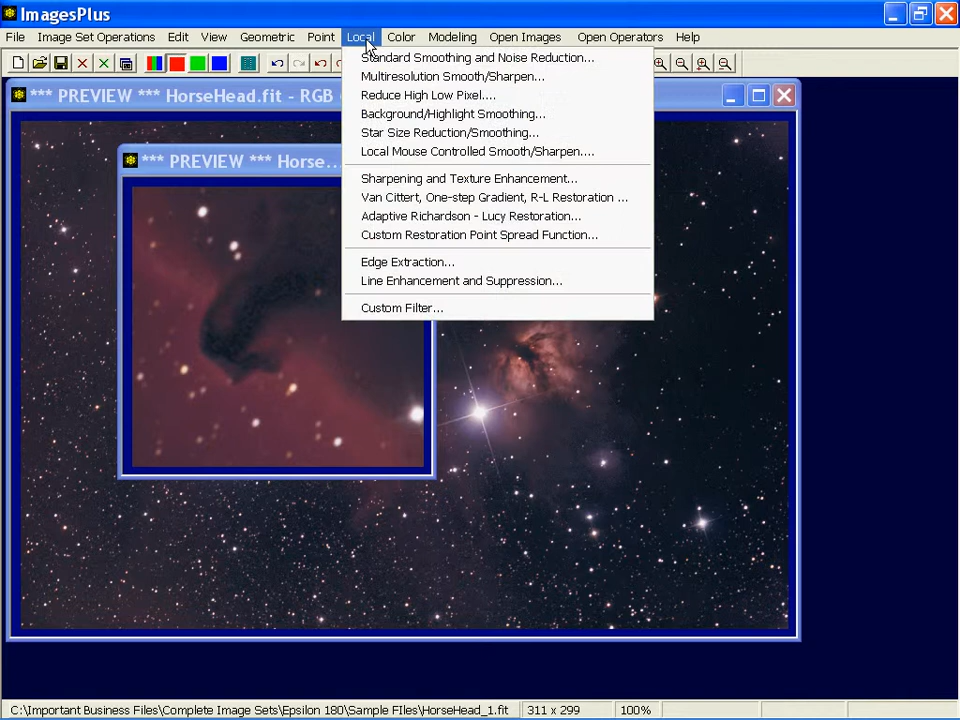 ImagesPlus
File Image Set Operations Edit View Geometric Point Local Color Modeling Open Images Open Operators Help
*** PREVIEW *** HorseHead.fit - RGB
*** PREVIEW *** Horse...
Standard Smoothing and Noise Reduction...
Multiresolution Smooth/Sharpen...
Reduce High Low Pixel....
Background/Highlight Smoothing...
Star Size Reduction/Smoothing...
Local Mouse Controlled Smooth/Sharpen....
Sharpening and Texture Enhancement...
Van Cittert, One-step Gradient, R-L Restoration ...
Adaptive Richardson - Lucy Restoration...
Custom Restoration Point Spread Function...
Edge Extraction...
Line Enhancement and Suppression...
Custom Filter...
C:\Important Business Files\Complete Image Sets\Epsilon 180\Sample FIles\HorseHead_1.fit 311 x 299 100%